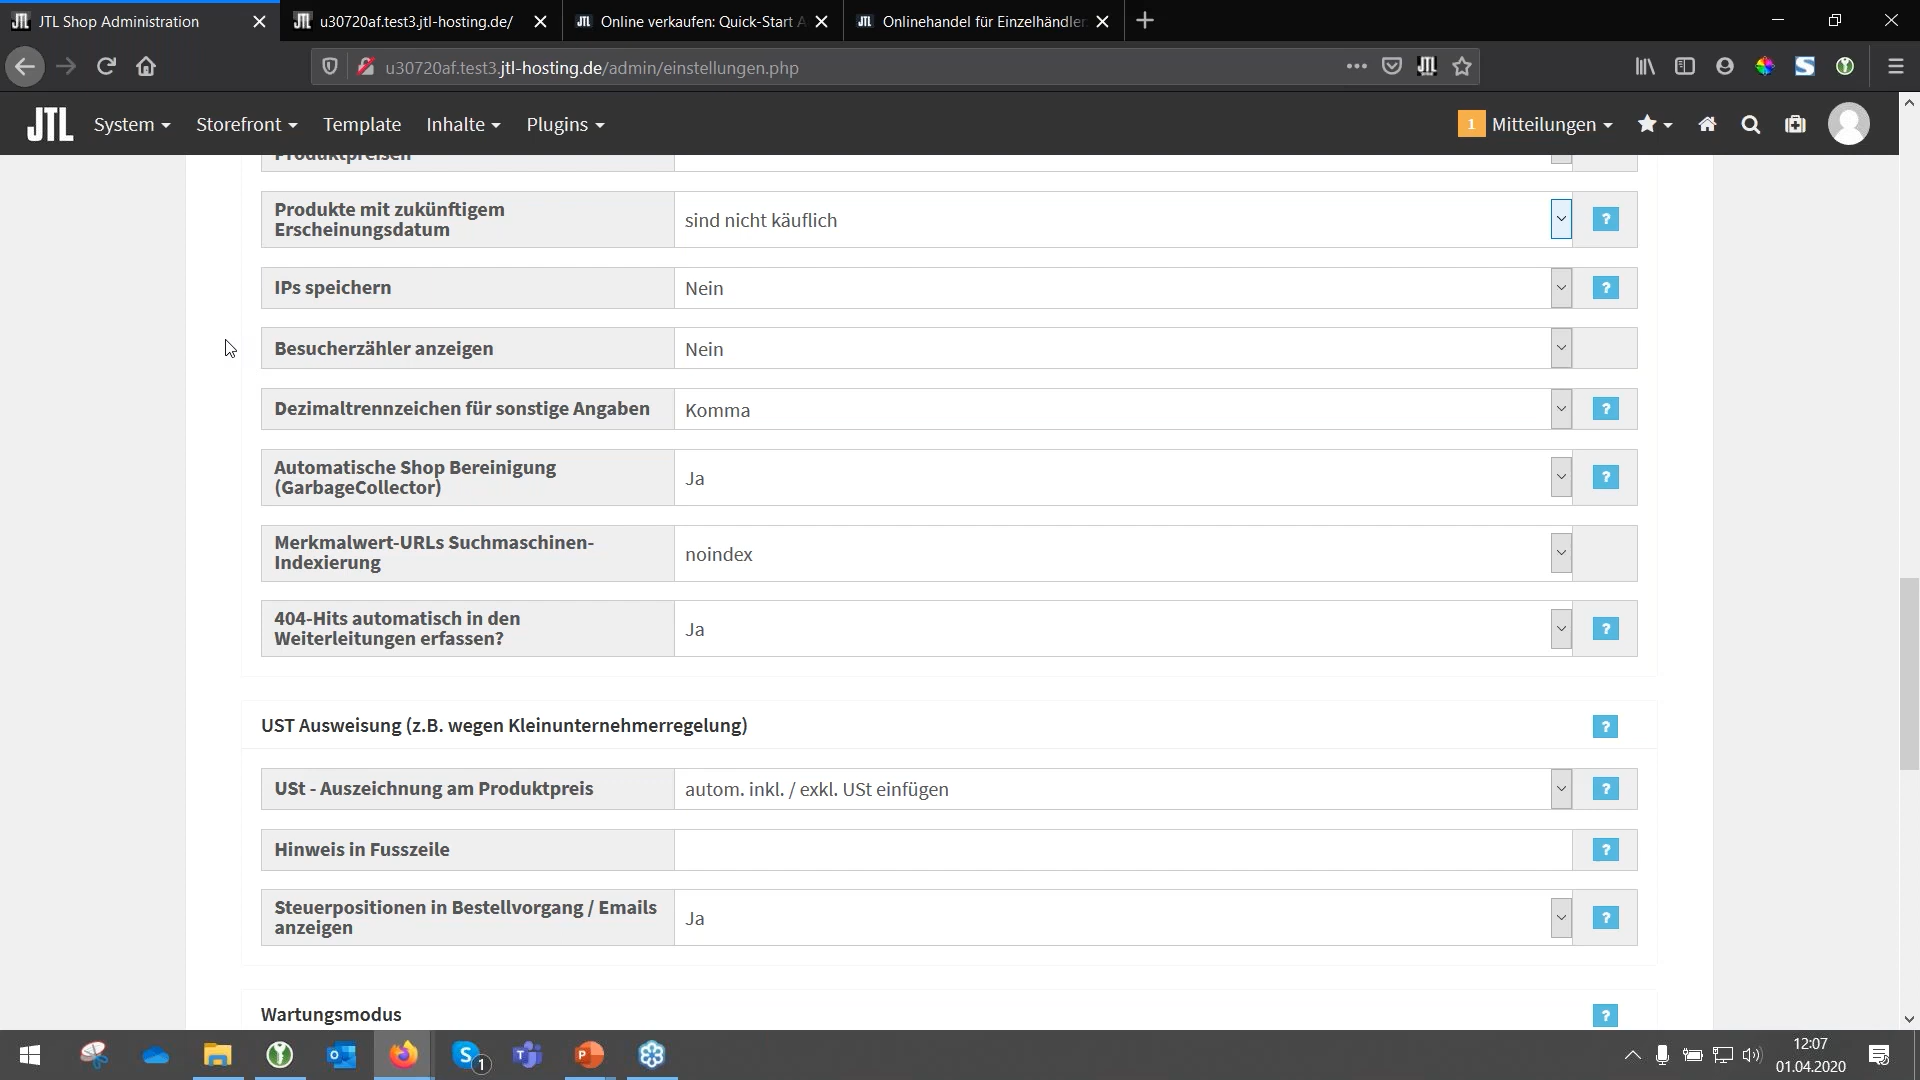 JTL Shop Administration
u30720af.test3.jtl-hosting.de/
Online verkaufen: Quick-Start A
Onlinehandel für Einzelhändler:
u30720af.test3.jtl-hosting.de/admin/einstellungen.php
JTL
System
Storefront
Template
Inhalte
Plugins
1
Mitteilungen
Produktpreisen
Produkte mit zukünftigem
Erscheinungsdatum
sind nicht käuflich
?
IPs speichern
Nein
?
Besucherzähler anzeigen
Nein
Dezimaltrennzeichen für sonstige Angaben
Komma
?
Automatische Shop Bereinigung
(GarbageCollector)
Ja
?
Merkmalwert-URLs Suchmaschinen-
Indexierung
noindex
404-Hits automatisch in den
Weiterleitungen erfassen?
Ja
?
UST Ausweisung (z.B. wegen Kleinunternehmerregelung)
?
USt - Auszeichnung am Produktpreis
autom. inkl. / exkl. USt einfügen
?
Hinweis in Fusszeile
?
Steuerpositionen in Bestellvorgang / Emails
anzeigen
Ja
?
Wartungsmodus
?
1
12:07
01.04.2020